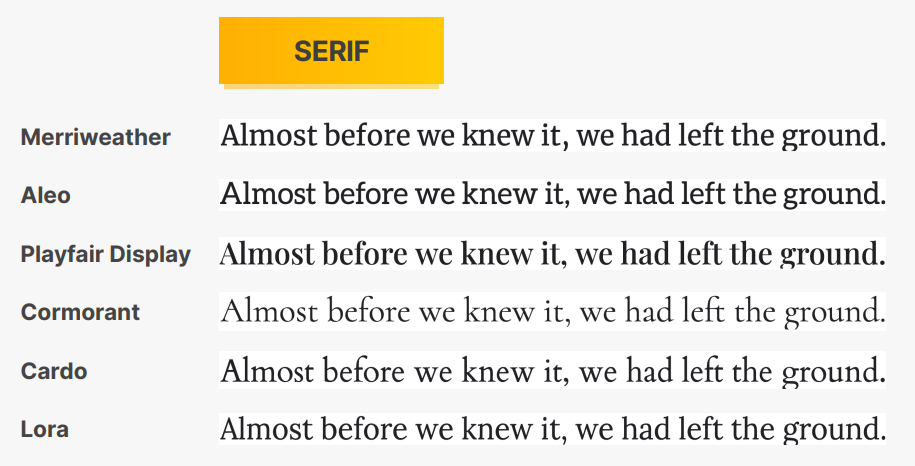 SERIF
Merriweather Almost before we knew it, we had left the ground.
Aleo Almost before we knew it, we had left the ground.
Playfair Display Almost before we knew it, we had left the ground.
Cormorant Almost before we knew it, we had left the ground.
Cardo Almost before we knew it, we had left the ground.
Lora Almost before we knew it, we had left the ground.